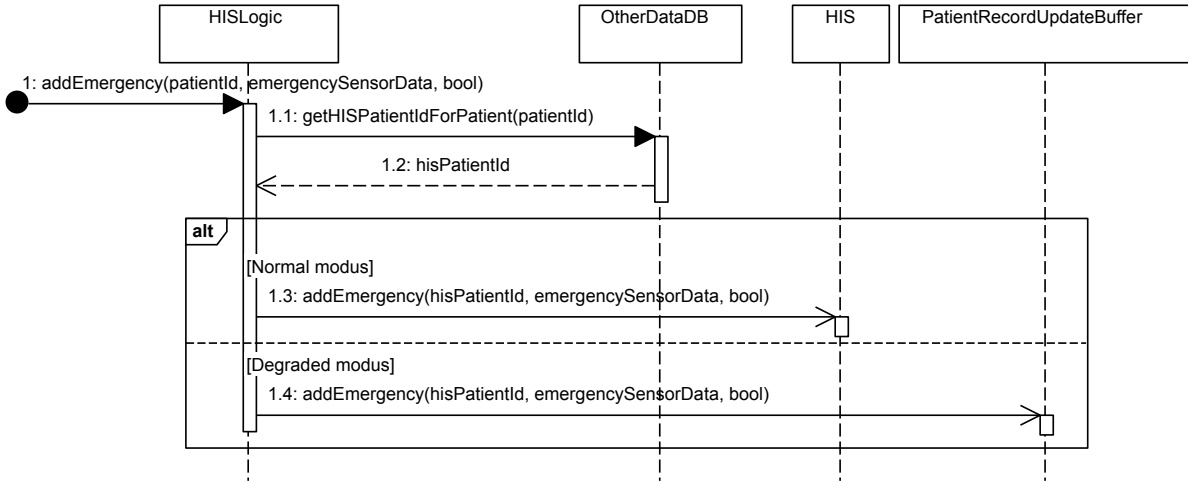 HISLogic
OtherDataDB
HIS
PatientRecordUpdateBuffer
1: addEmergency(patientId, emergencySensorData, bool)
1.1: getHISPatientIdForPatient(patientId)
1.2: hisPatientId
alt
[Normal modus]
1.3: addEmergency(hisPatientId, emergencySensorData, bool)
[Degraded modus]
1.4: addEmergency(hisPatientId, emergencySensorData, bool)